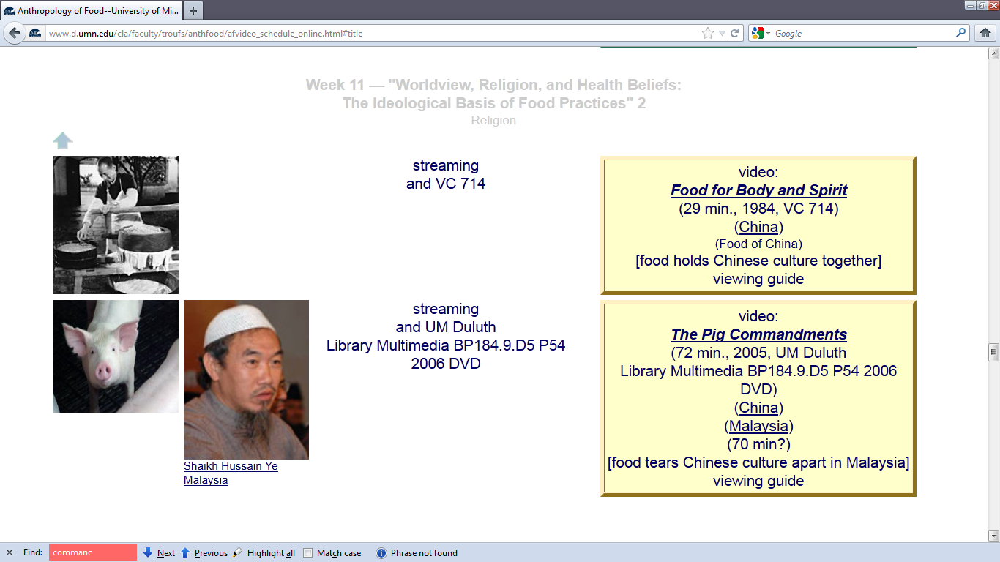 Anthropology of Food--University of Mi...
www.d.umn.edu/cla/faculty/troufs/anthfood/afvideo_schedule_online.html#title
Google
Week 11 — "Worldview, Religion, and Health Beliefs:
The Ideological Basis of Food Practices" 2
Religion
streaming
and VC 714
video:
Food for Body and Spirit
(29 min., 1984, VC 714)
(China)
(Food of China)
[food holds Chinese culture together]
viewing guide
Shaikh Hussain Ye
Malaysia
streaming
and UM Duluth
Library Multimedia BP184.9.D5 P54
2006 DVD
video:
The Pig Commandments
(72 min., 2005, UM Duluth
Library Multimedia BP184.9.D5 P54 2006
DVD)
(China)
(Malaysia)
(70 min?)
[food tears Chinese culture apart in Malaysia]
viewing guide
Find: commanc Next Previous Highlight all Match case Phrase not found